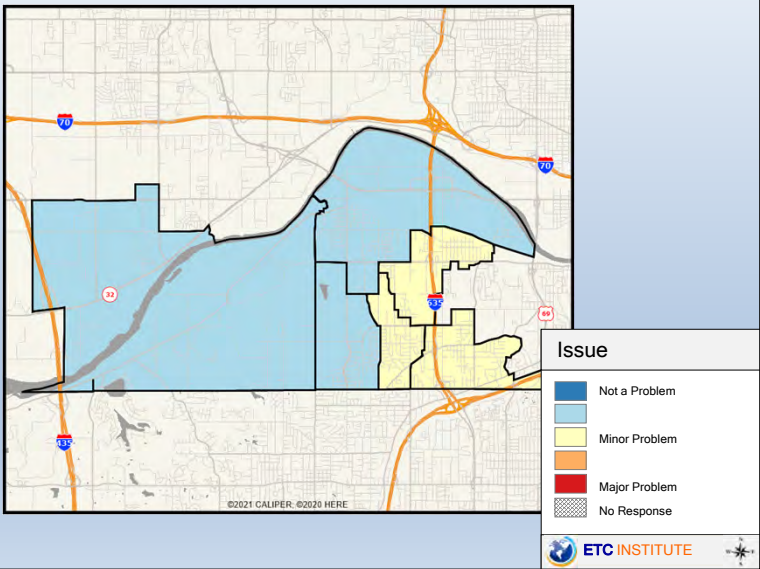 70
70
32
635
69
435
©2021 CALIPER; ©2020 HERE
Issue
Not a Problem
Minor Problem
Major Problem
No Response
ETC INSTITUTE